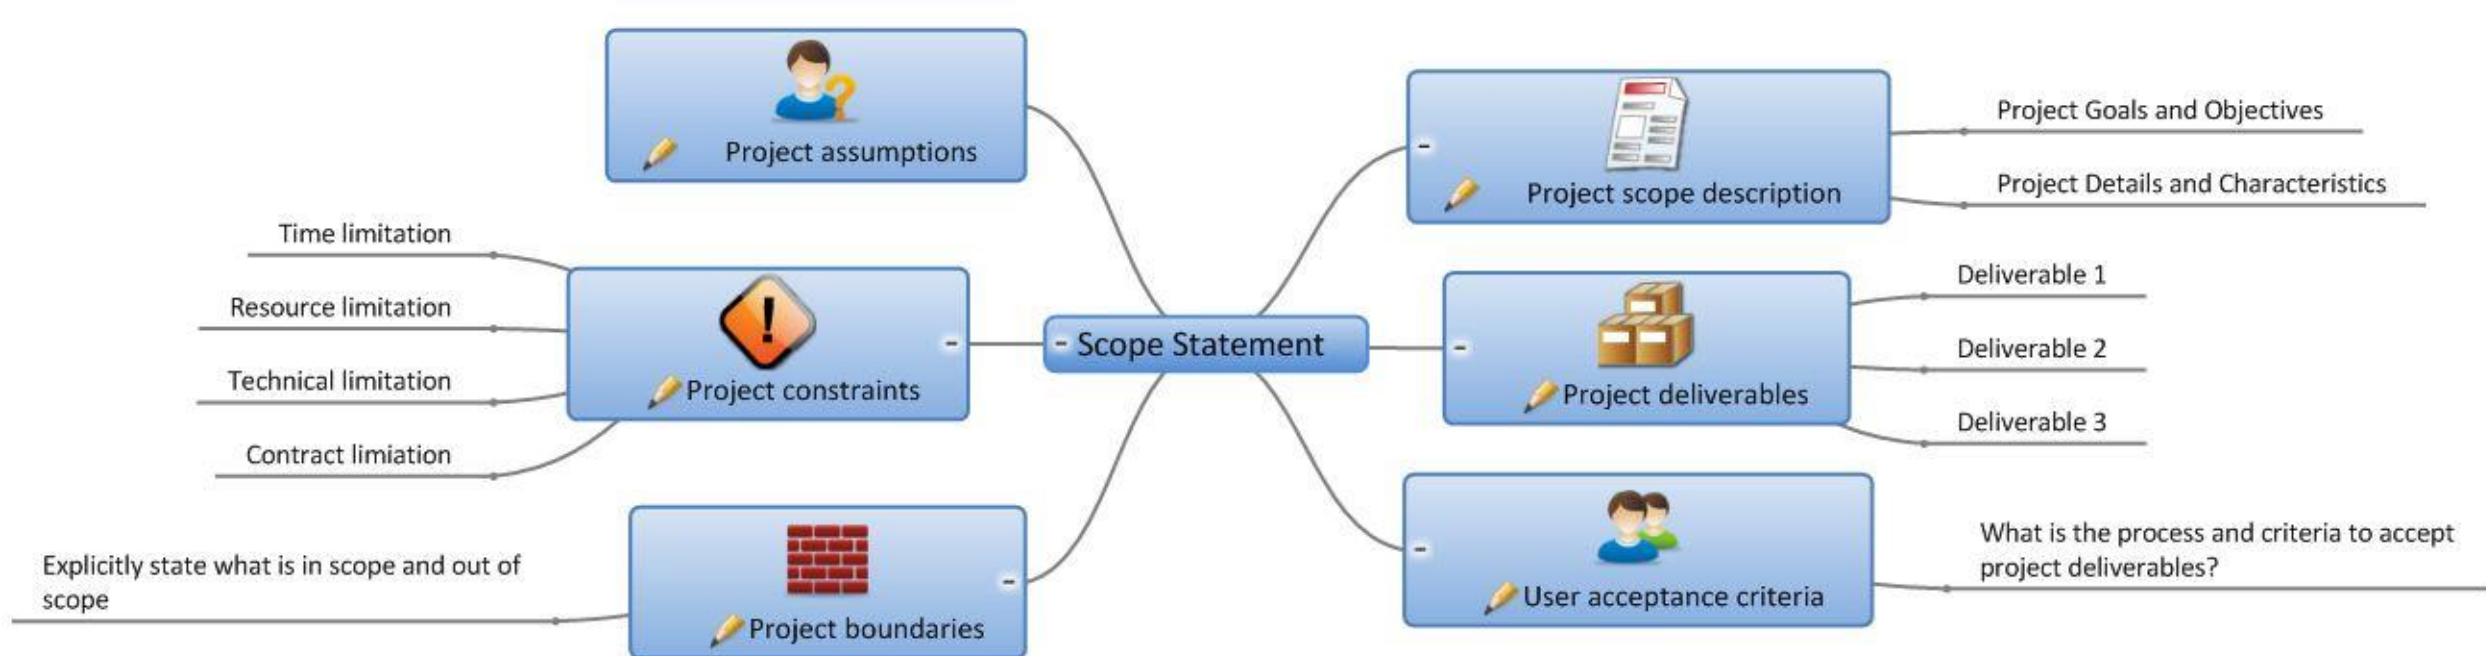 Project assumptions
Time limitation
Resource limitation
Technical limitation
Contract limiation
Project constraints
Explicitly state what is in scope and out of
scope
Project boundaries
Scope Statement
Project scope description
Project Goals and Objectives
Project Details and Characteristics
Project deliverables
Deliverable 1
Deliverable 2
Deliverable 3
User acceptance criteria
What is the process and criteria to accept
project deliverables?